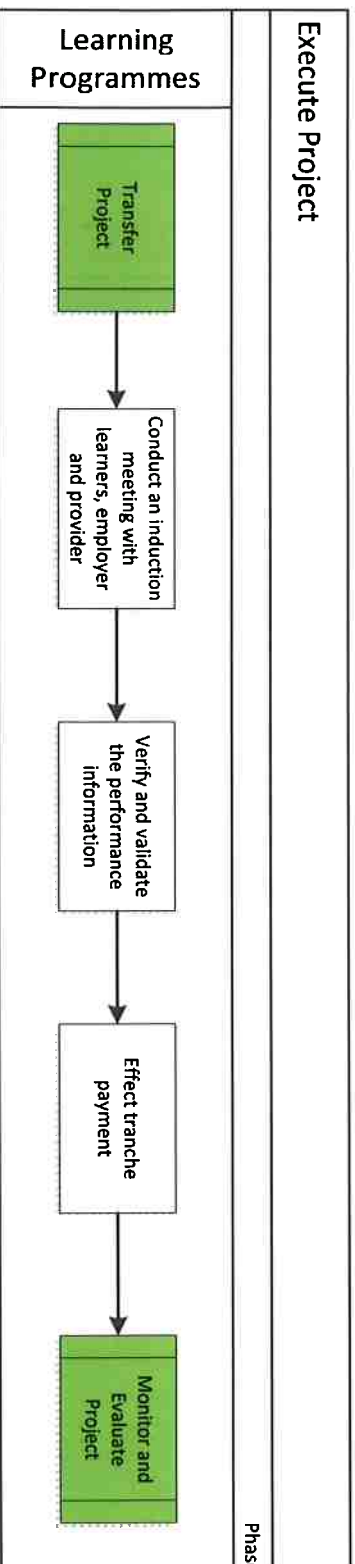 Execute Project
Phas
Learning
Programmes
Transfer
Project
Conduct an induction
meeting with
learners, employer
and provider
Verify and validate
the performance
information
Effect tranche
payment
Monitor and
Evaluate
Project